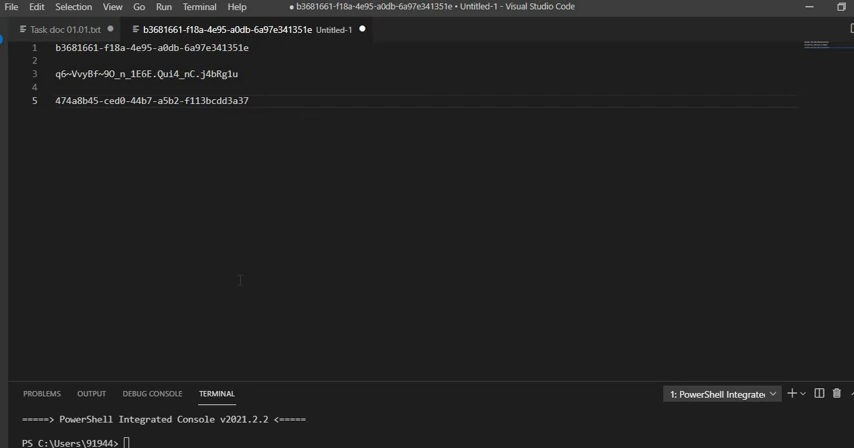 File Edit Selection View Go Run Terminal Help ● b3681661-f18a-4e95-a0db-6a97e341351e • Untitled-1 - Visual Studio Code
Task doc 01.01.txt ● b3681661-f18a-4e95-a0db-6a97e341351e Untitled-1 ●
1 b3681661-f18a-4e95-a0db-6a97e341351e
2
3 q6~VvyBf~9O_n_1E6E.Qui4_nC.j4bRg1u
4
5 474a8b45-ced0-44b7-a5b2-f113bcdd3a37
PROBLEMS OUTPUT DEBUG CONSOLE TERMINAL 1: PowerShell Integrated
=====> PowerShell Integrated Console v2021.2.2 <=====
PS C:\Users\91944>